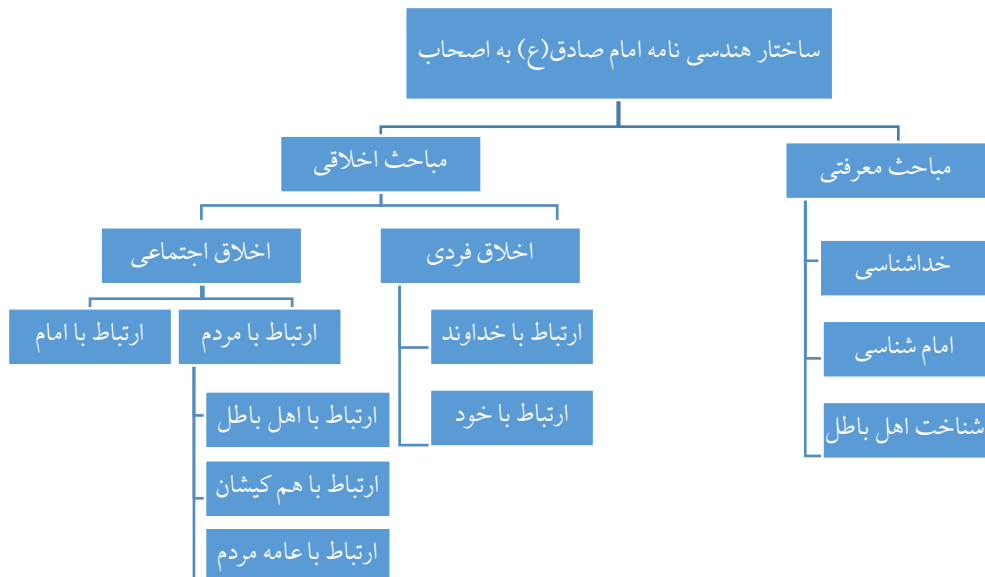 ساختار هندسی نامه امام صادق(ع) به اصحاب
مباحث معرفتی
خداشناسی
امام شناسی
شناخت اهل باطل
مباحث اخلاقی
اخلاق فردی
ارتباط با خداوند
ارتباط با خود
اخلاق اجتماعی
ارتباط با مردم
ارتباط با اهل باطل
ارتباط با هم کیشان
ارتباط با عامه مردم
ارتباط با امام